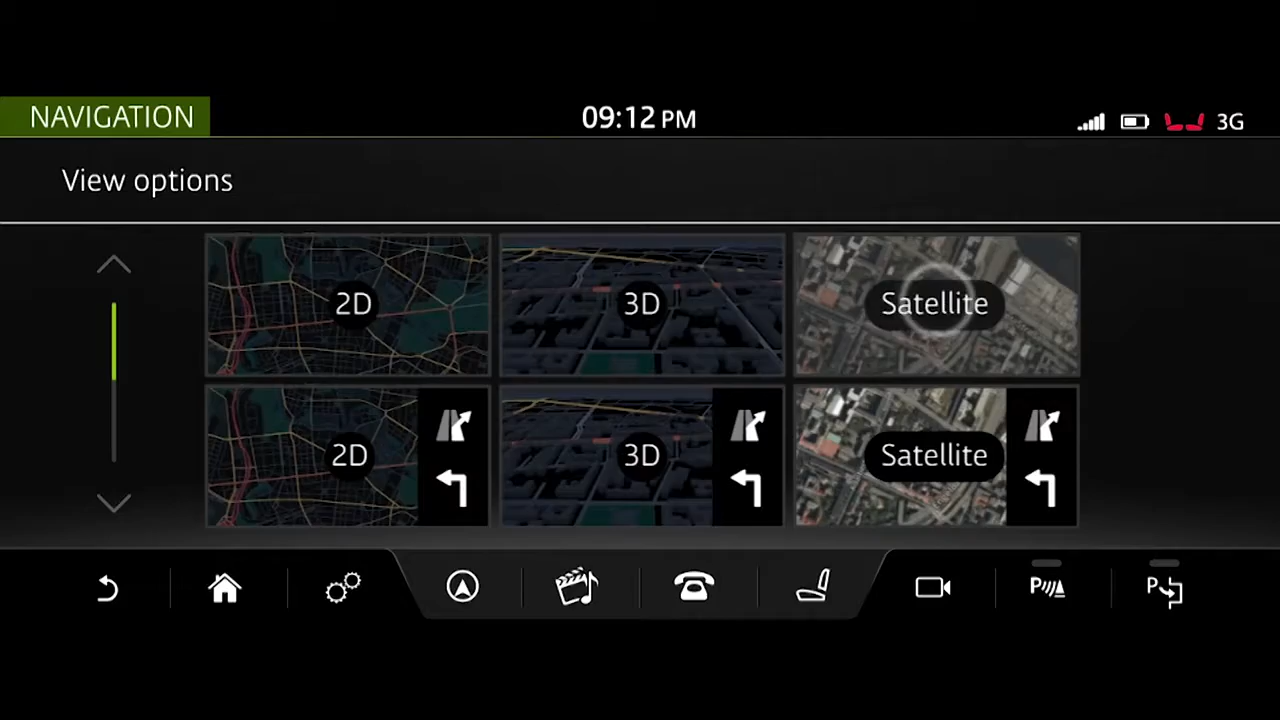 NAVIGATION
09:12 PM
3G
View options
2D
3D
Satellite
2D
3D
Satellite
P
P